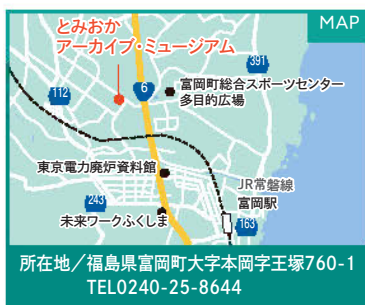 MAP
とみおか
アーカイブ・ミュージアム
391
6
112
富岡町総合スポーツセンター
多目的広場
東京電力廃炉資料館
JR常磐線
富岡駅
243
163
未来ワークふくしま
所在地／福島県富岡町大字本岡字王塚760-1
TEL0240-25-8644